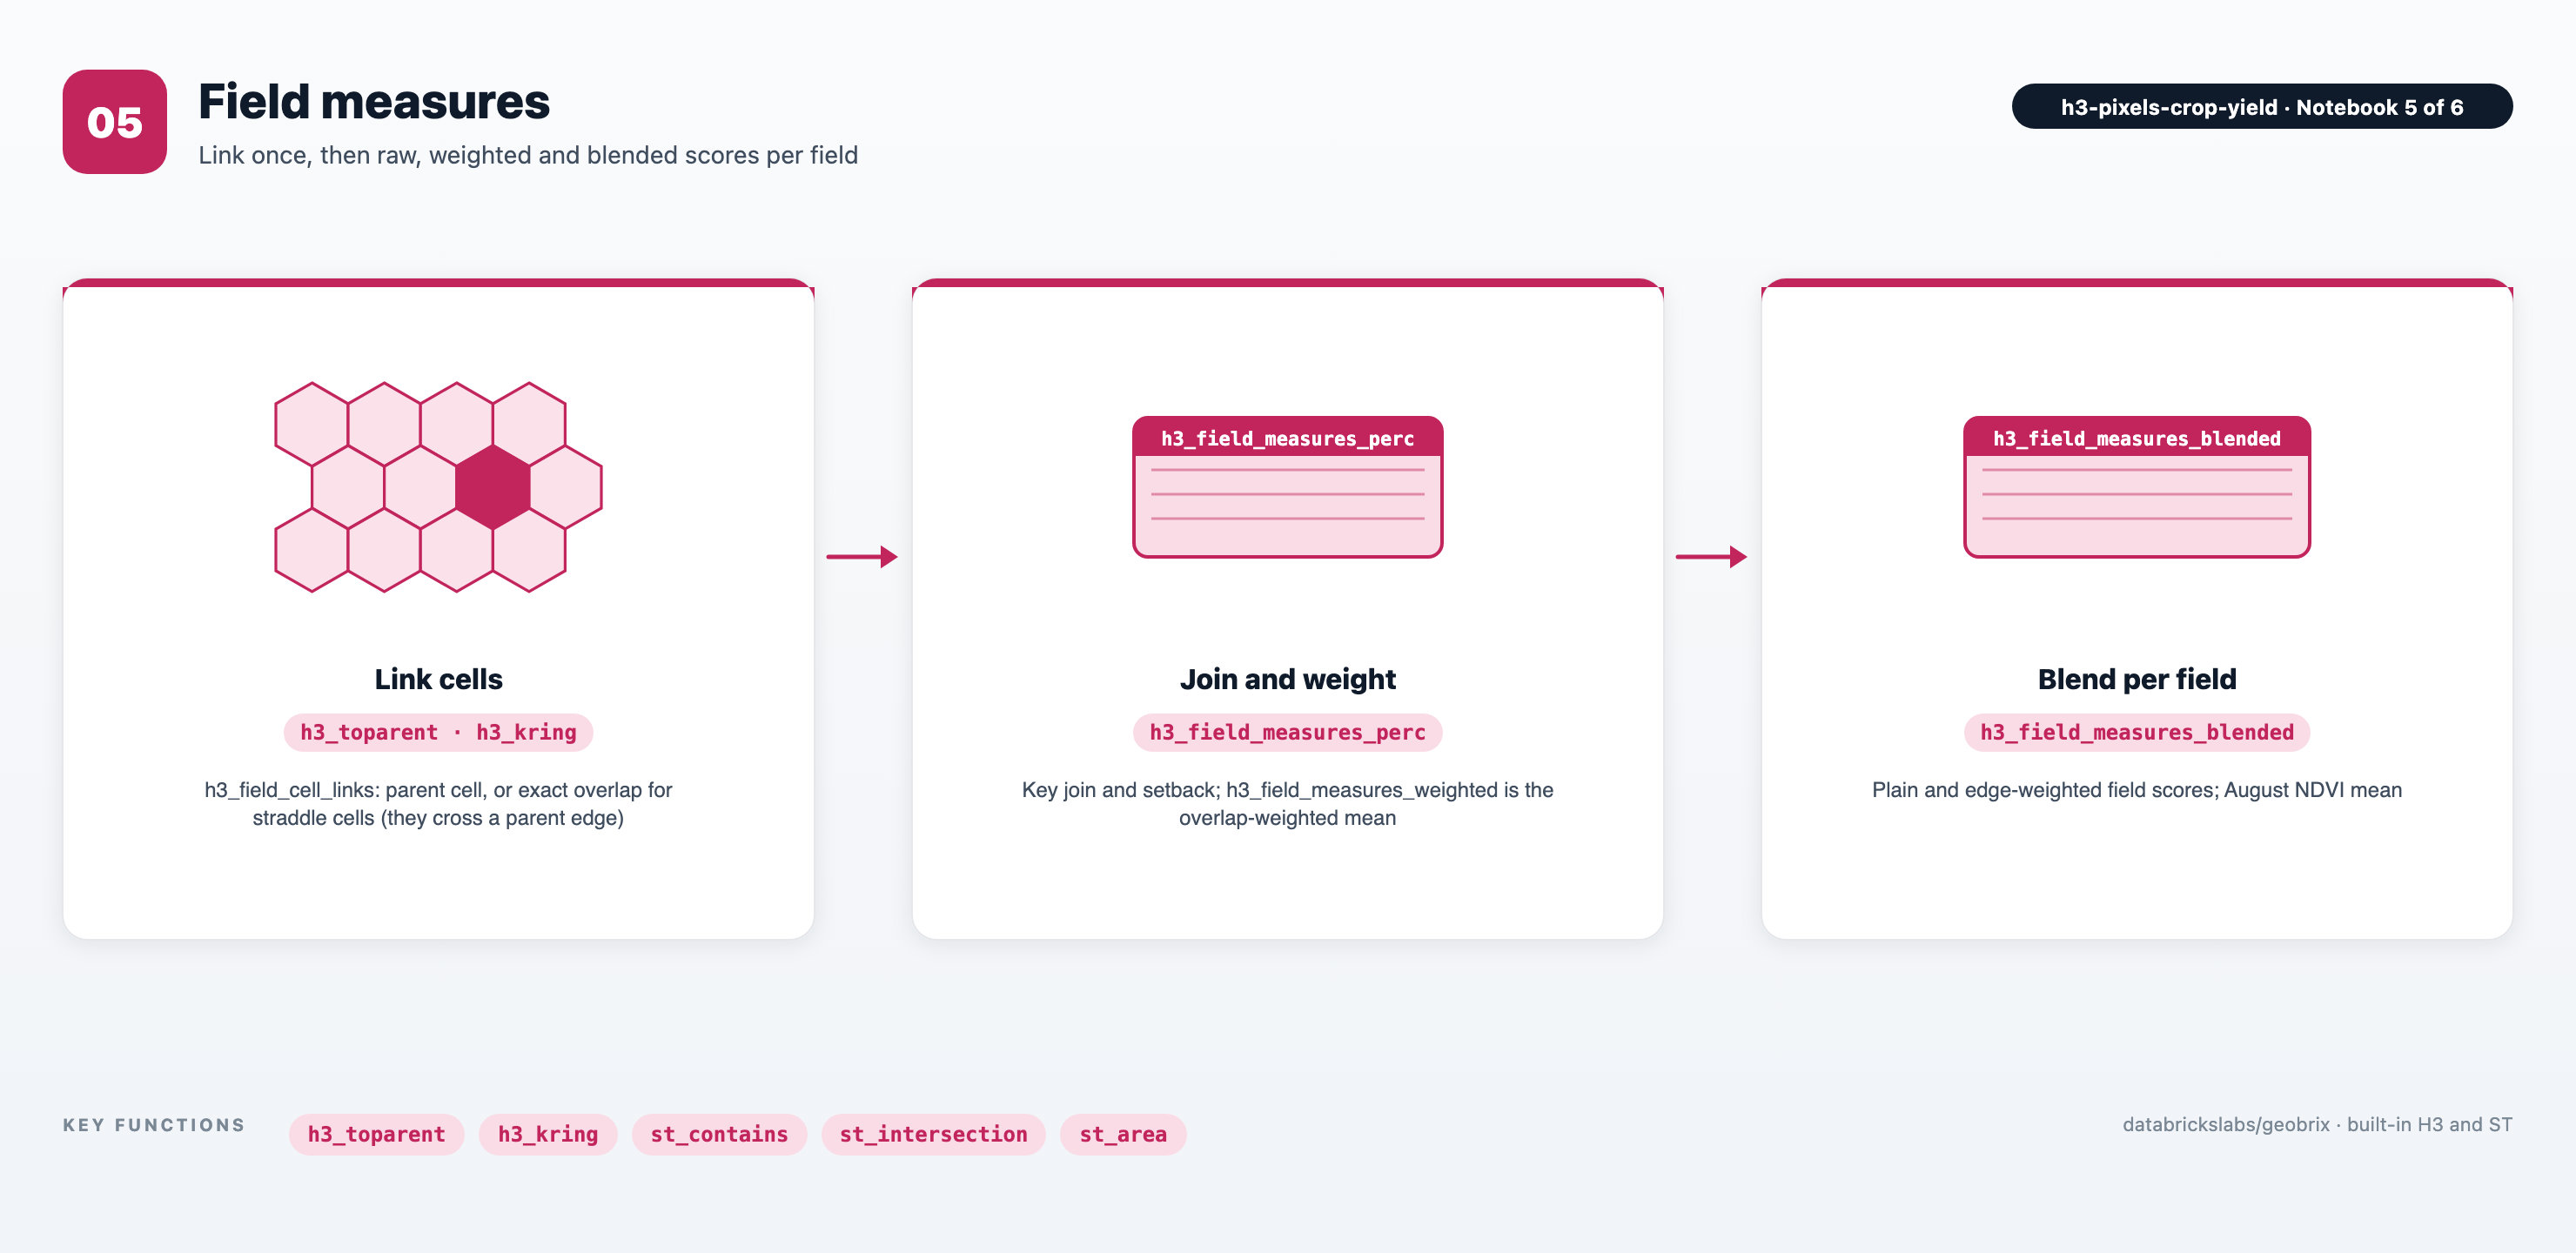 05
Field measures
Link once, then raw, weighted and blended scores per field
h3-pixels-crop-yield · Notebook 5 of 6
Link cells
h3_toparent · h3_kring
h3_field_cell_links: parent cell, or exact overlap for
straddle cells (they cross a parent edge)
h3_field_measures_perc
Join and weight
h3_field_measures_perc
Key join and setback; h3_field_measures_weighted is the
overlap-weighted mean
h3_field_measures_blended
Blend per field
h3_field_measures_blended
Plain and edge-weighted field scores; August NDVI mean
KEY FUNCTIONS
h3_toparent
h3_kring
st_contains
st_intersection
st_area
databrickslabs/geobrix · built-in H3 and ST